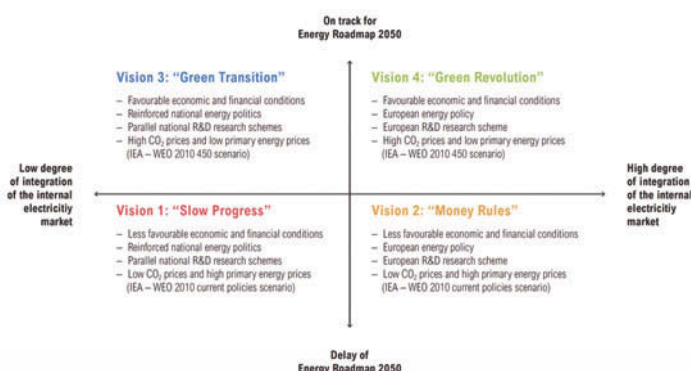 On track for
Energy Roadmap 2050
Vision 3: “Green Transition”
– Favourable economic and financial conditions
– Reinforced national energy politics
– Parallel national R&D research schemes
– High CO₂ prices and low primary energy prices
(IEA – WEO 2010 450 scenario)
Vision 4: “Green Revolution”
– Favourable economic and financial conditions
– European energy policy
– European R&D research scheme
– High CO₂ prices and low primary energy prices
(IEA – WEO 2010 450 scenario)
Low degree
of integration
of the internal
electricitiy
market
High degree
of integration
of the internal
electricitiy
market
Vision 1: “Slow Progress”
– Less favourable economic and financial conditions
– Reinforced national energy politics
– Parallel national R&D research schemes
– Low CO₂ prices and high primary energy prices
(IEA – WEO 2010 current policies scenario)
Vision 2: “Money Rules”
– Less favourable economic and financial conditions
– European energy policy
– European R&D research scheme
– Low CO₂ prices and high primary energy prices
(IEA – WEO 2010 current policies scenario)
Delay of
Energy Roadmap 2050